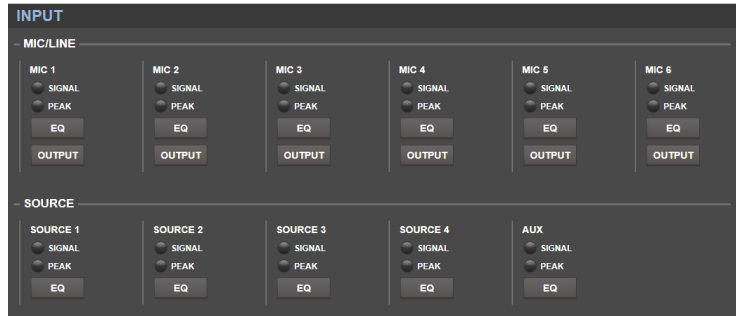 INPUT
MIC/LINE
MIC 1 MIC 2 MIC 3 MIC 4 MIC 5 MIC 6
SIGNAL SIGNAL SIGNAL SIGNAL SIGNAL SIGNAL
PEAK PEAK PEAK PEAK PEAK PEAK
EQ EQ EQ EQ EQ EQ
OUTPUT OUTPUT OUTPUT OUTPUT OUTPUT OUTPUT
SOURCE
SOURCE 1 SOURCE 2 SOURCE 3 SOURCE 4 AUX
SIGNAL SIGNAL SIGNAL SIGNAL SIGNAL
PEAK PEAK PEAK PEAK PEAK
EQ EQ EQ EQ EQ